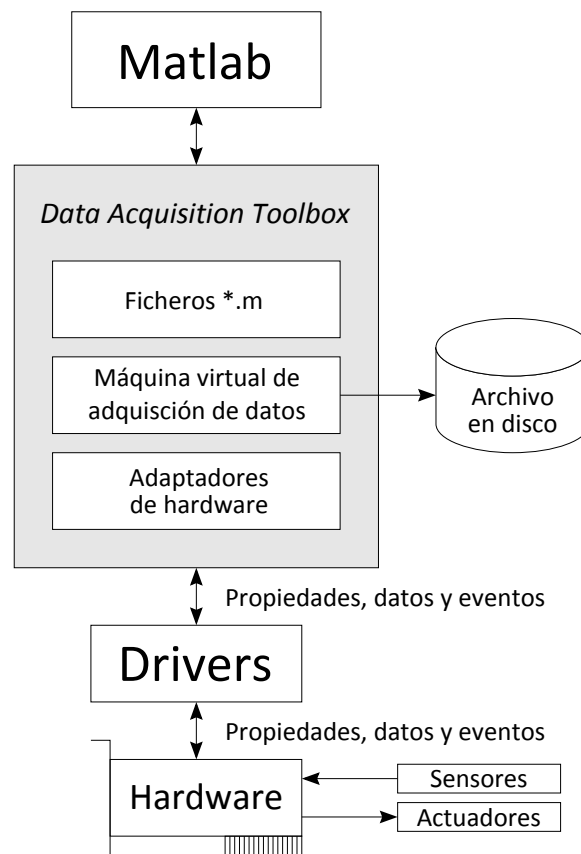 Matlab
Data Acquisition Toolbox
Ficheros *.m
Máquina virtual de
adquisción de datos
Archivo
en disco
Adaptadores
de hardware
Propiedades, datos y eventos
Drivers
Propiedades, datos y eventos
Hardware
Sensores
Actuadores